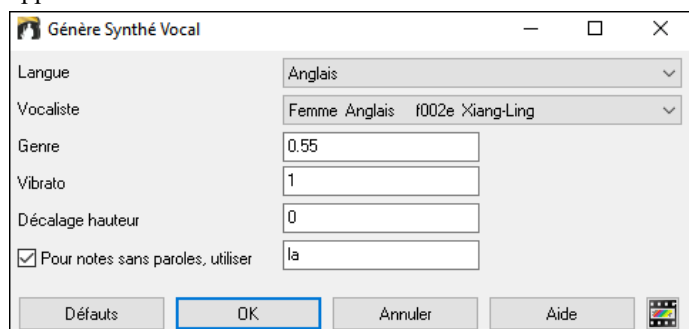 Génère Synthé Vocal
Langue Anglais
Vocaliste Femme Anglais f002e Xiang-Ling
Genre 0.55
Vibrato 1
Décalage hauteur 0
Pour notes sans paroles, utiliser la
Défauts OK Annuler Aide